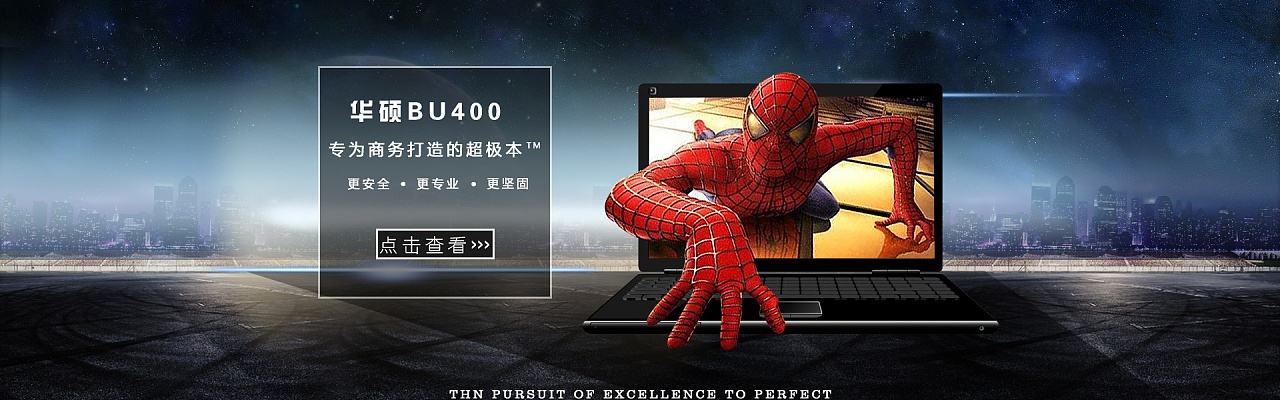 华硕BU400
专为商务打造的超极本™
更安全 • 更专业 • 更坚固
点击查看›››
THN PURSUIT OF EXCELLENCE TO PERFECT